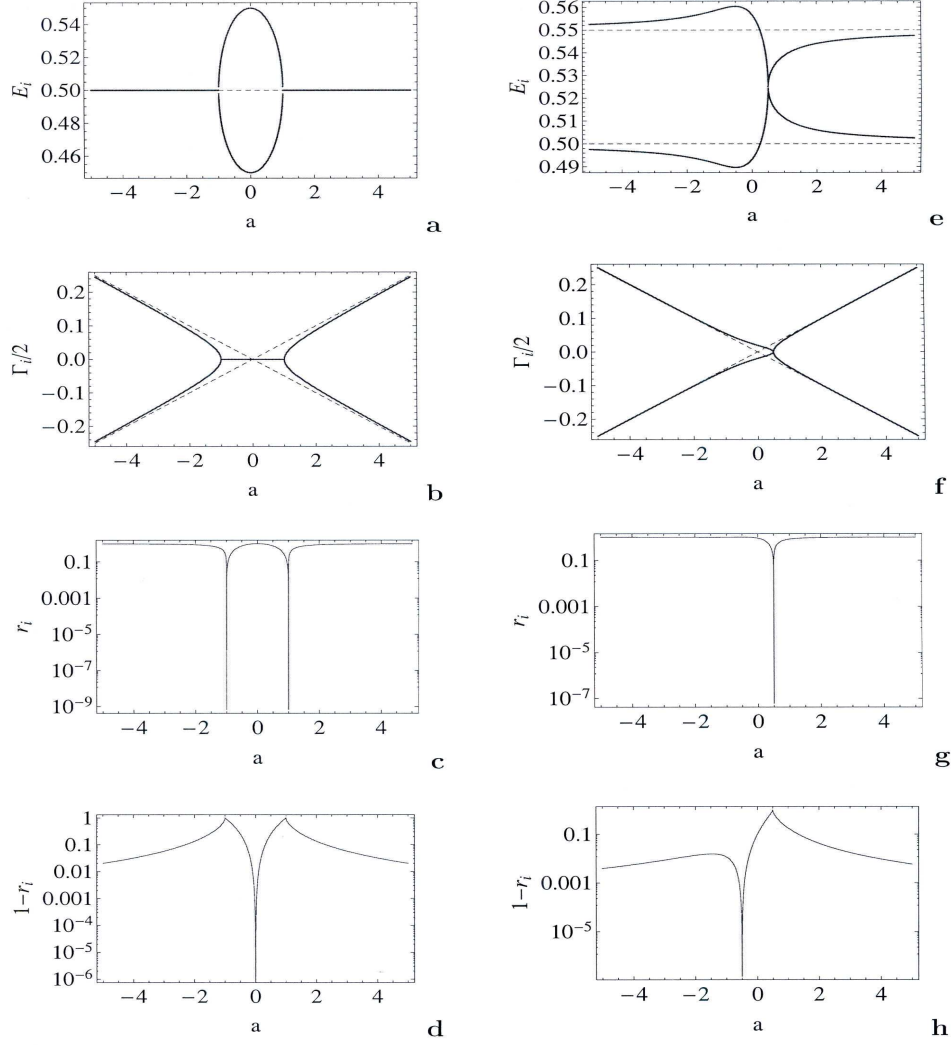 0.54
0.52
0.50
0.48
0.46
E_i
−4 −2 0 2 4
a
a
0.56
0.55
0.54
0.53
0.52
0.51
0.50
0.49
E_i
−4 −2 0 2 4
a
e
0.2
0.1
0.0
−0.1
−0.2
Γ_i/2
−4 −2 0 2 4
a
b
0.2
0.1
0.0
−0.1
−0.2
Γ_i/2
−4 −2 0 2 4
a
f
0.1
0.001
10⁻⁵
10⁻⁷
10⁻⁹
r_i
−4 −2 0 2 4
a
c
0.1
0.001
10⁻⁵
10⁻⁷
r_i
−4 −2 0 2 4
a
g
1
0.1
0.01
0.001
10⁻⁴
10⁻⁵
10⁻⁶
1−r_i
−4 −2 0 2 4
a
d
0.1
0.001
10⁻⁵
1−r_i
−4 −2 0 2 4
a
h